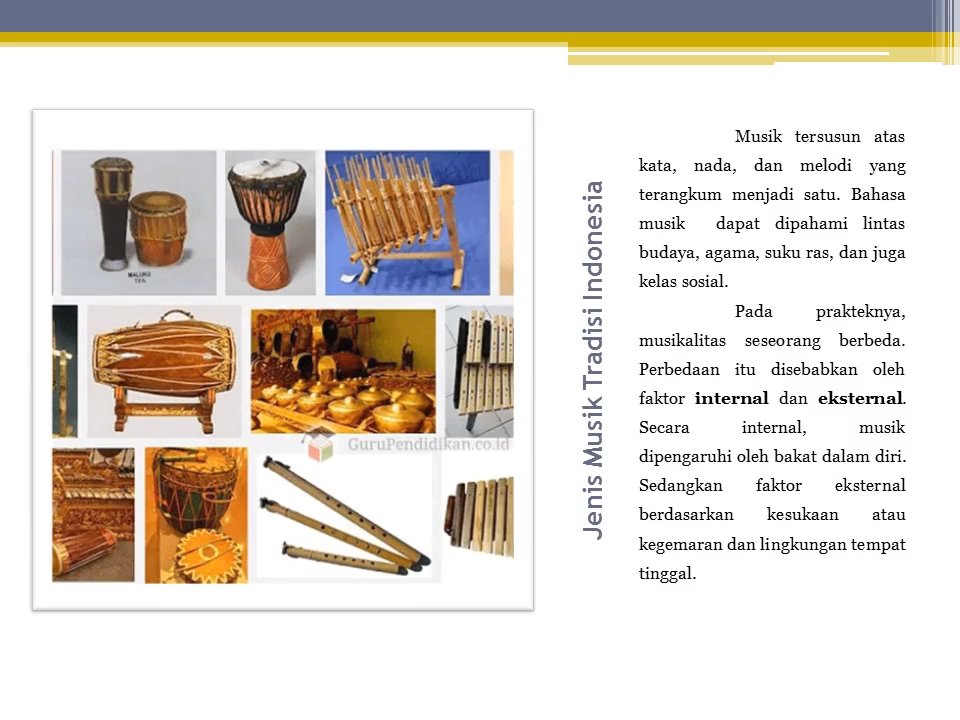 MALUKU
TIFA
GuruPendidikan.co.id
Jenis Musik Tradisi Indonesia
Musik tersusun atas
kata, nada, dan melodi yang
terangkum menjadi satu. Bahasa
musik dapat dipahami lintas
budaya, agama, suku ras, dan juga
kelas sosial.
Pada prakteknya,
musikalitas seseorang berbeda.
Perbedaan itu disebabkan oleh
faktor internal dan eksternal.
Secara internal, musik
dipengaruhi oleh bakat dalam diri.
Sedangkan faktor eksternal
berdasarkan kesukaan atau
kegemaran dan lingkungan tempat
tinggal.